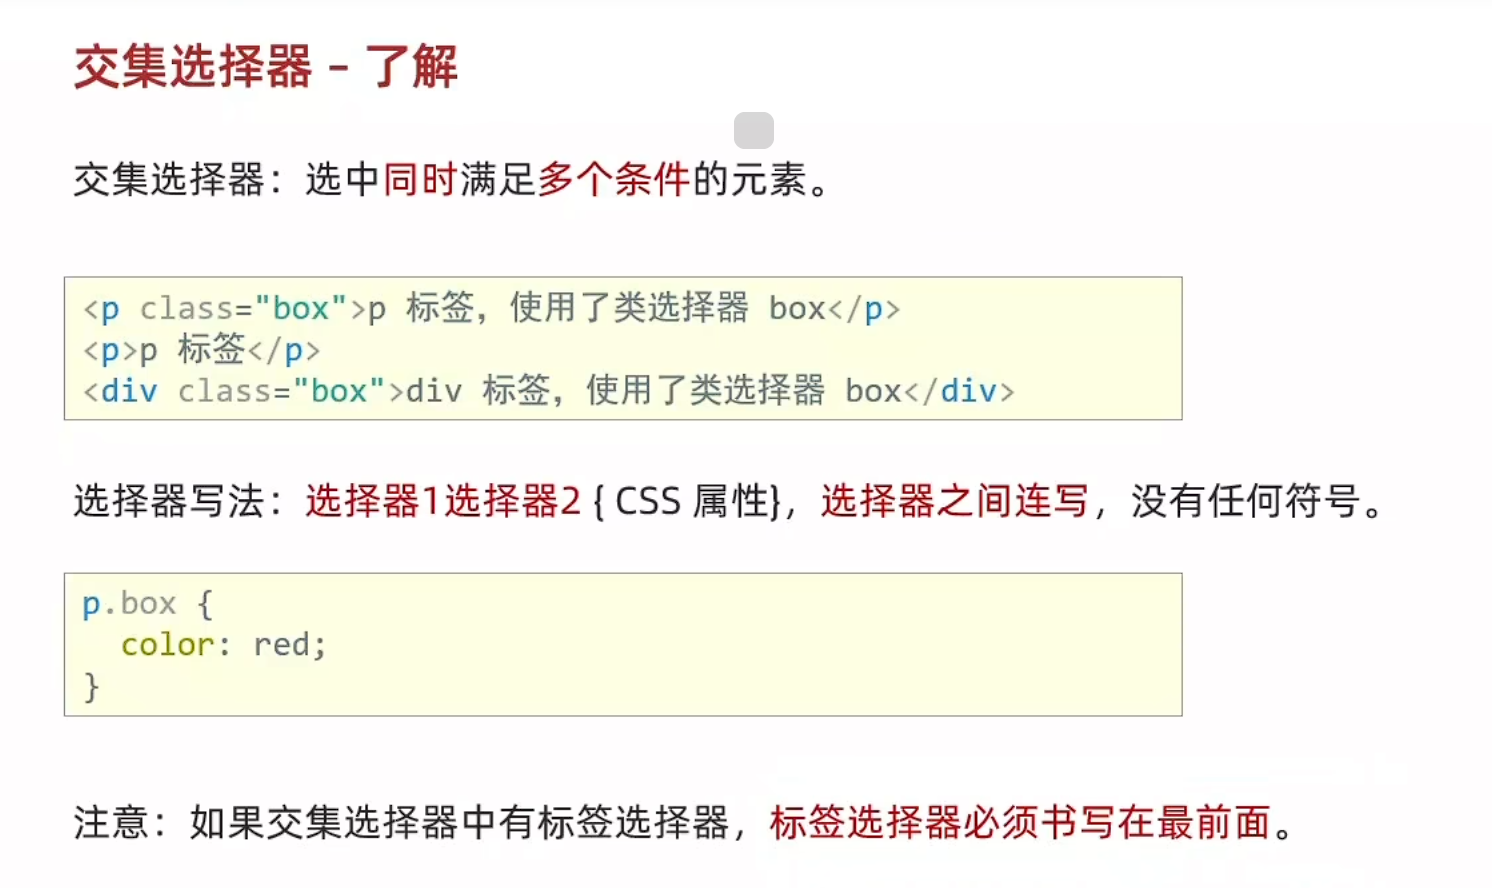 交集选择器 – 了解
交集选择器：选中同时满足多个条件的元素。
<p class="box">p 标签，使用了类选择器 box</p>
<p>p 标签</p>
<div class="box">div 标签，使用了类选择器 box</div>
选择器写法：选择器1选择器2 { CSS 属性}，选择器之间连写，没有任何符号。
p.box {
  color: red;
}
注意：如果交集选择器中有标签选择器，标签选择器必须书写在最前面。